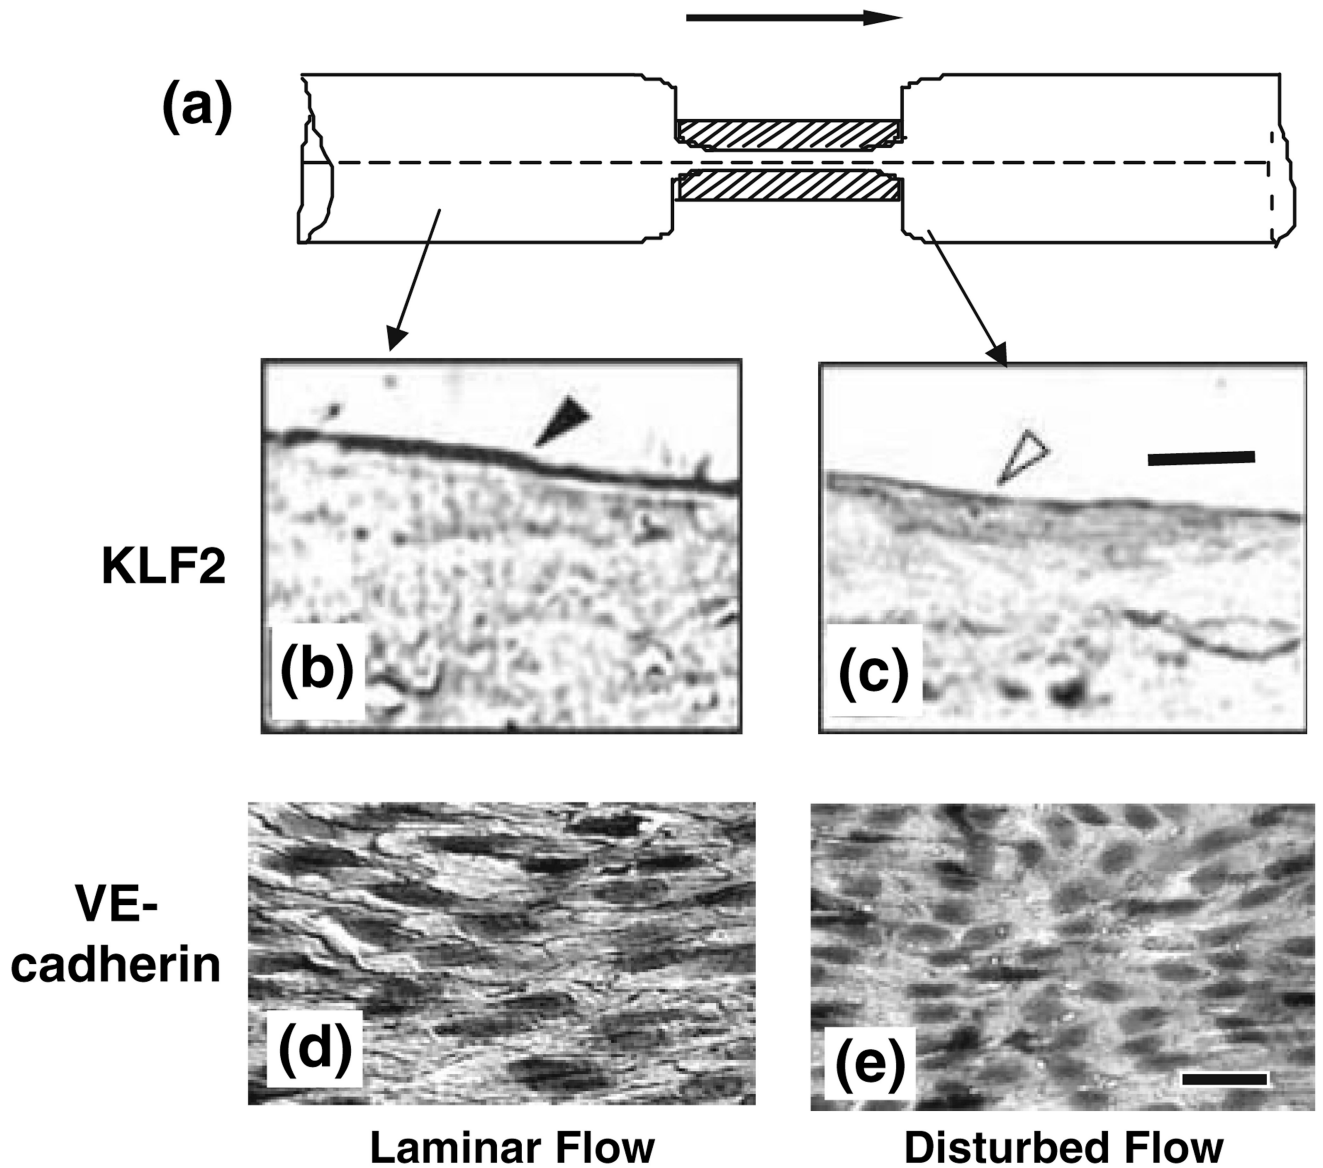 (a)
KLF2
(b)
(c)
VE-
cadherin
(d)
(e)
Laminar Flow
Disturbed Flow